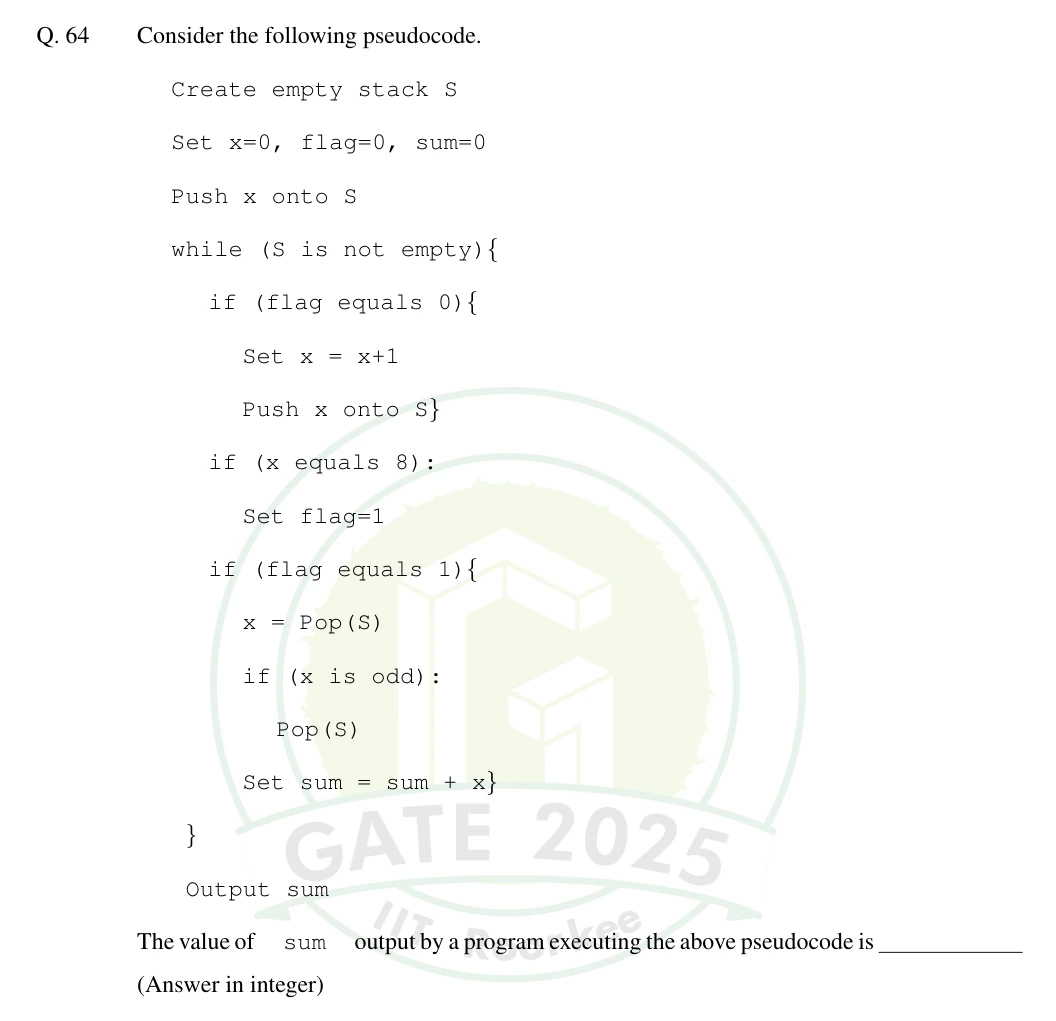 Q. 64 Consider the following pseudocode.
Create empty stack S
Set x=0, flag=0, sum=0
Push x onto S
while (S is not empty){
if (flag equals 0){
Set x = x+1
Push x onto S}
if (x equals 8):
Set flag=1
if (flag equals 1){
x = Pop(S)
if (x is odd):
Pop(S)
Set sum = sum + x}
}
GATE 2025
Output sum
IIT Roorkee
The value of sum output by a program executing the above pseudocode is ____________
(Answer in integer)